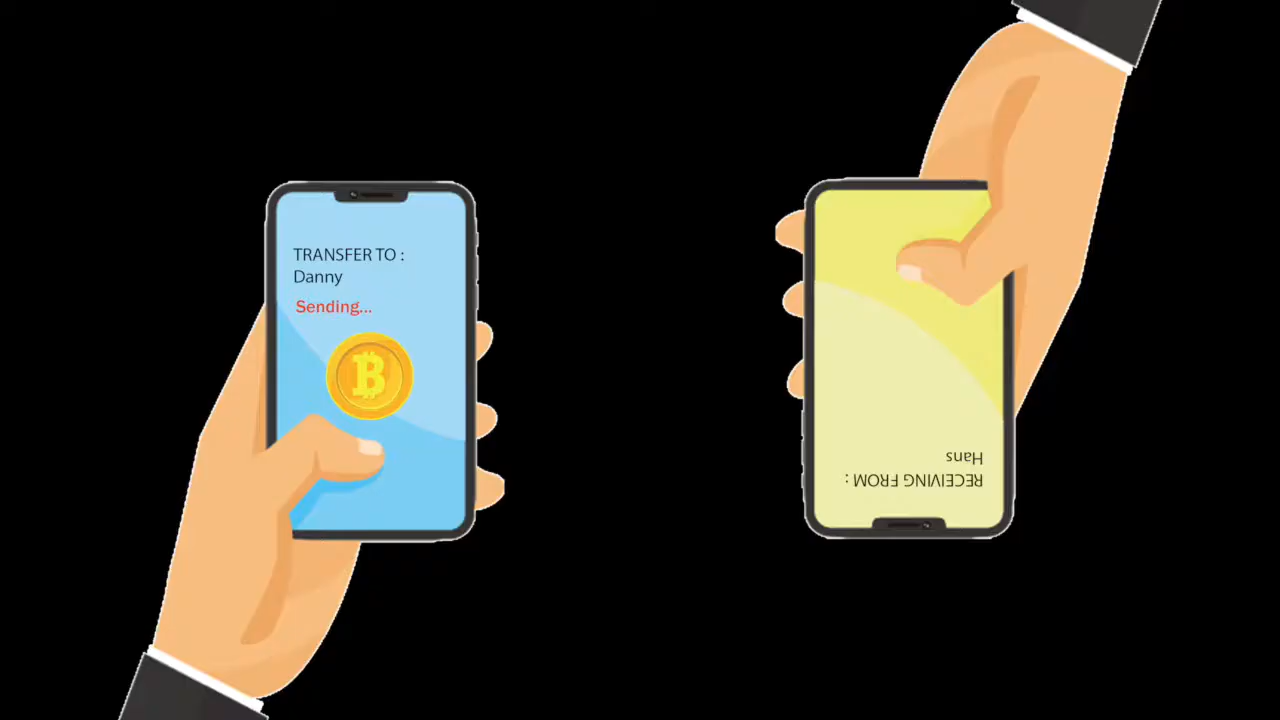 TRANSFER TO :
Danny
Sending...
RECEIVING FROM :
Hans